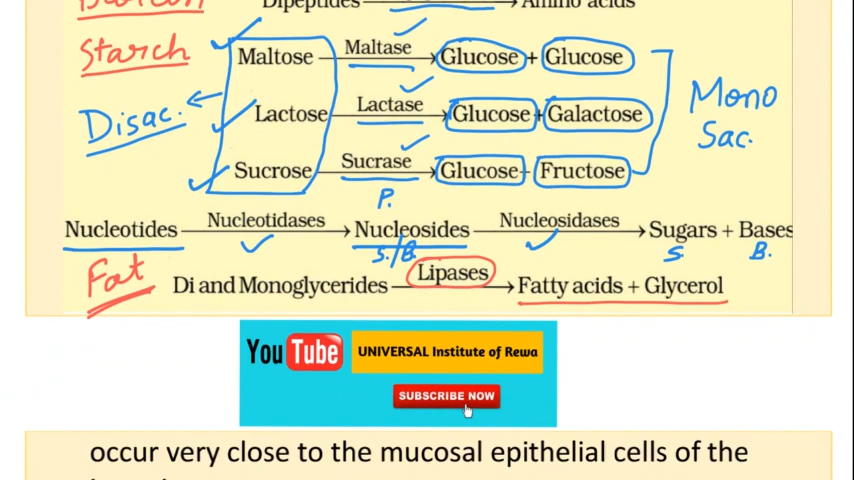 Dipeptides → Amino acids
Starch
Maltose Maltase → Glucose + Glucose
Disac.
Lactose Lactase → Glucose + Galactose
Mono
Sac.
Sucrose Sucrase → Glucose + Fructose
P.
Nucleotides Nucleotidases → Nucleosides Nucleosidases → Sugars + Bases
S./B. S. B.
Fat
Di and Monoglycerides Lipases → Fatty acids + Glycerol
YouTube UNIVERSAL Institute of Rewa
SUBSCRIBE NOW
occur very close to the mucosal epithelial cells of the